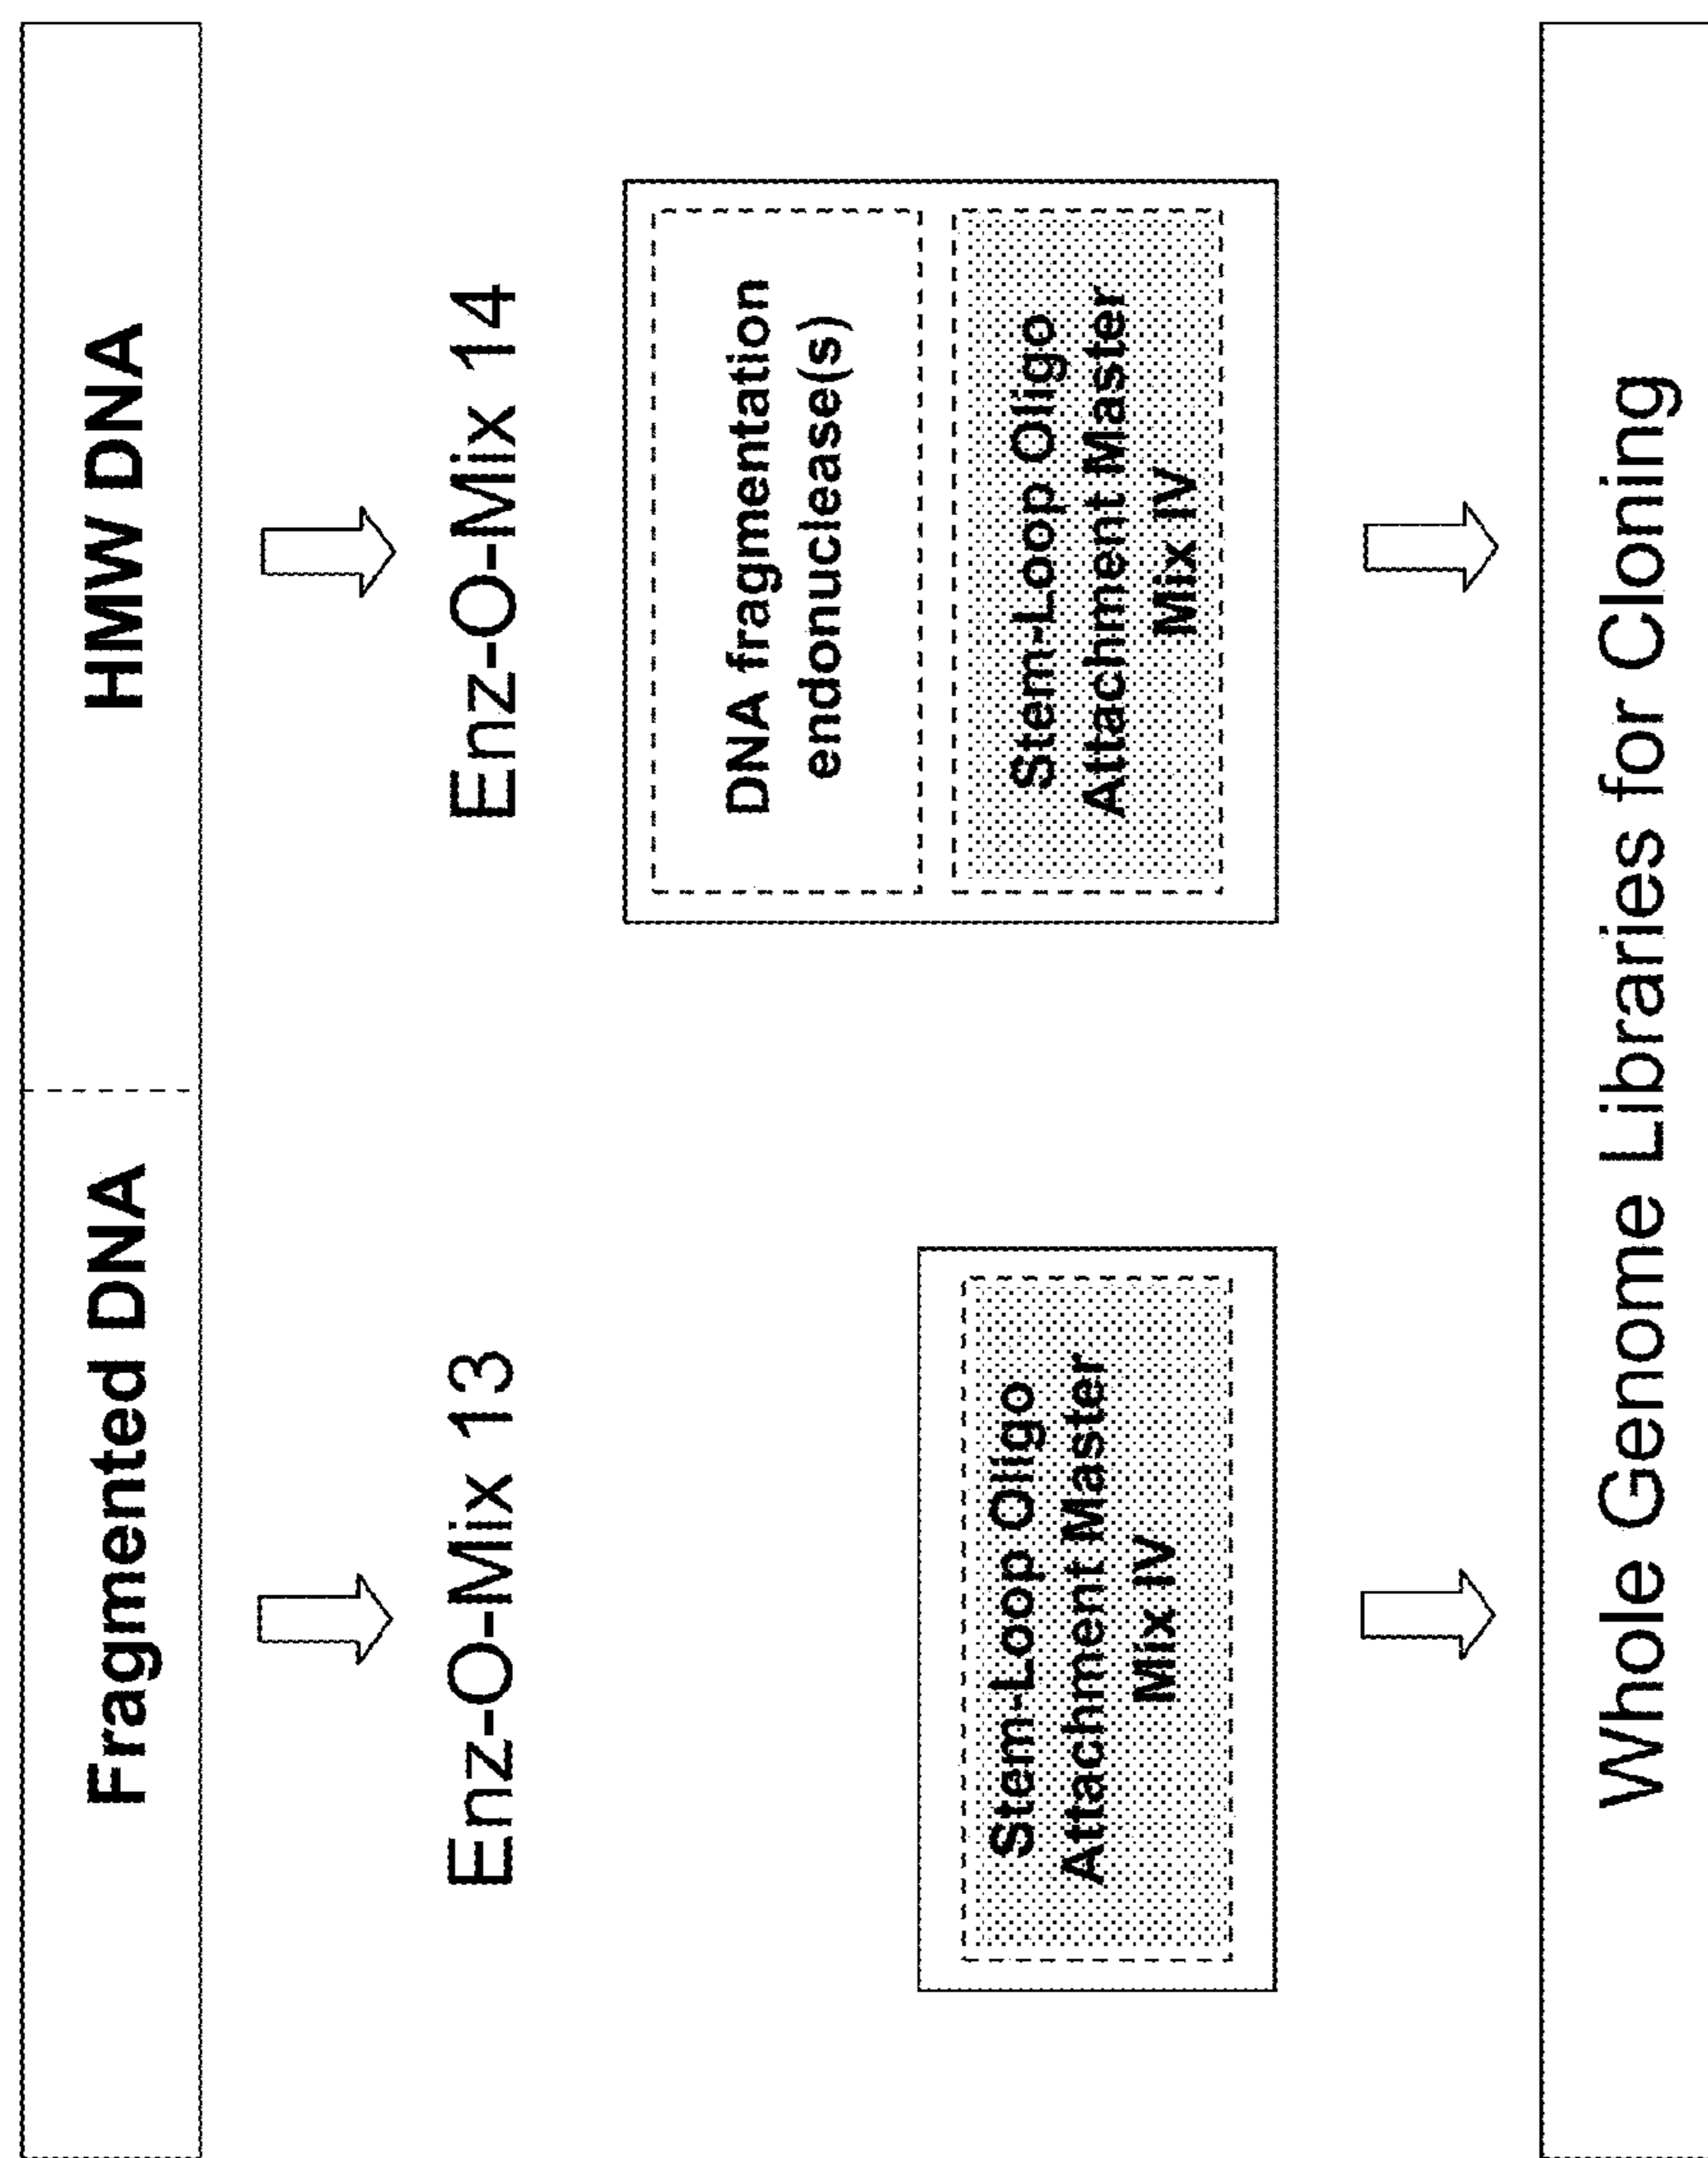 Fragmented DNA
HMW DNA
Enz-O-Mix 13
Enz-O-Mix 14
DNA fragmentation
endonuclease(s)
Stem-Loop Oligo
Attachment Master
Mix IV
Stem-Loop Oligo
Attachment Master
Mix IV
Whole Genome Libraries for Cloning